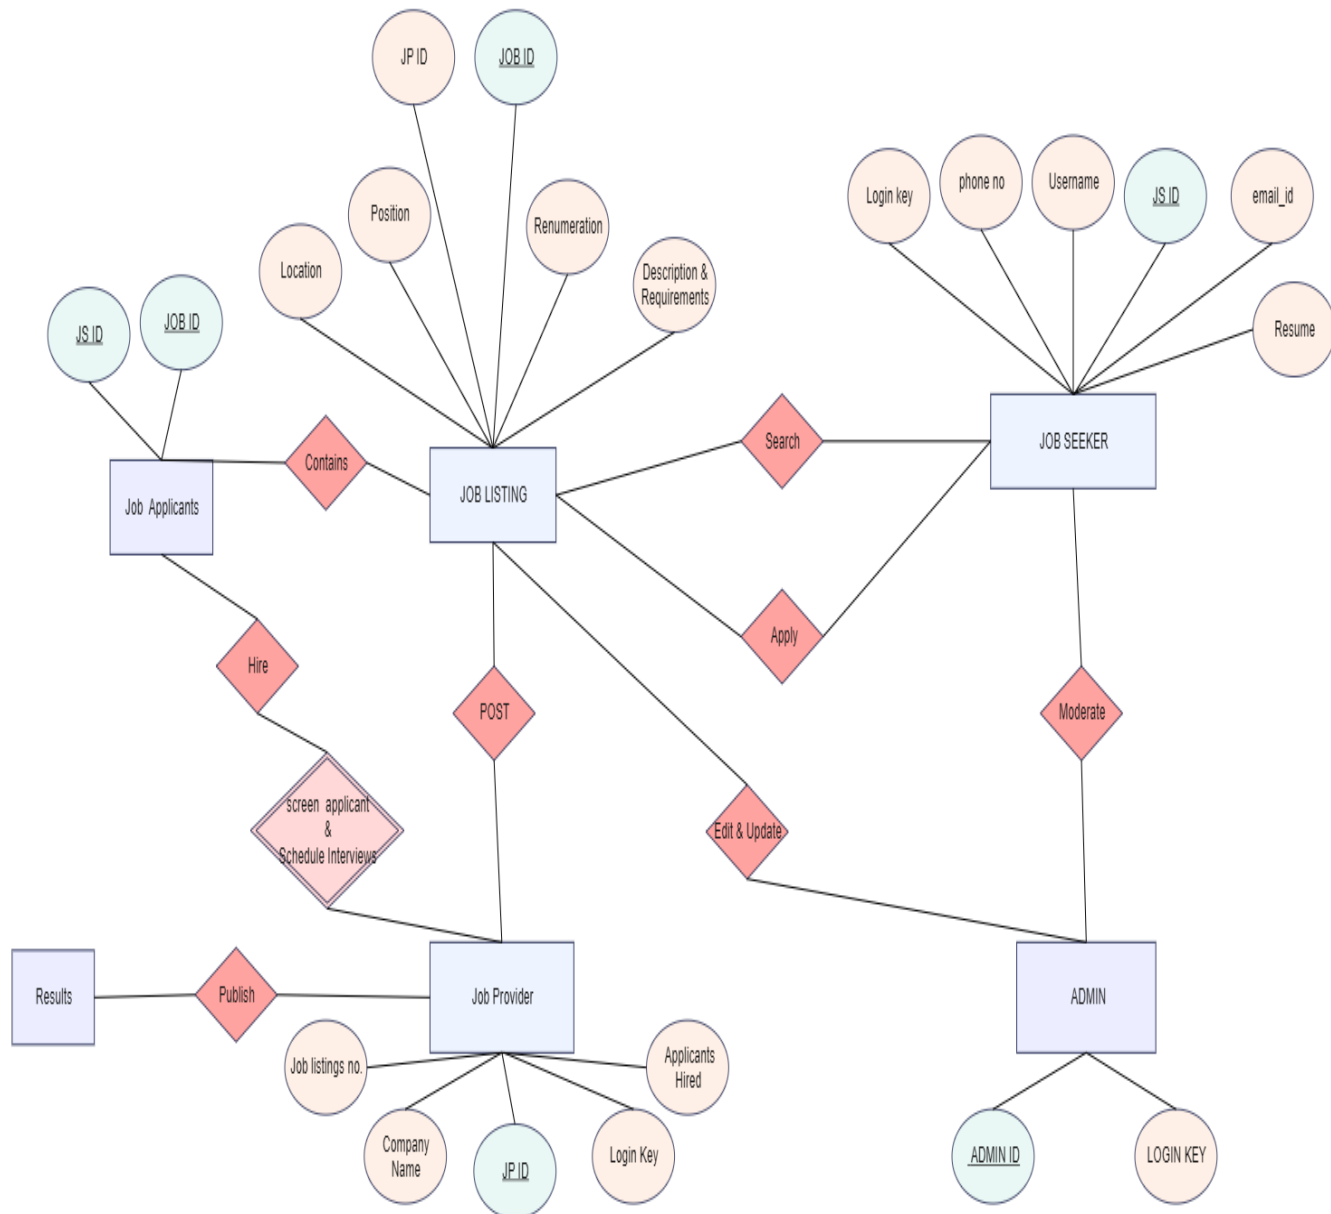 JP ID
JOB ID
Login key
phone no
Username
JS ID
email_id
Position
Renumeration
Location
Description &
Requirements
JS ID
JOB ID
Resume
Search
JOB SEEKER
Contains
JOB LISTING
Job Applicants
Apply
Hire
POST
Moderate
screen applicant
&
Schedule Interviews
Edit & Update
Results
Publish
Job Provider
ADMIN
Job listings no.
Applicants
Hired
Company
Name
JP ID
Login Key
ADMIN ID
LOGIN KEY